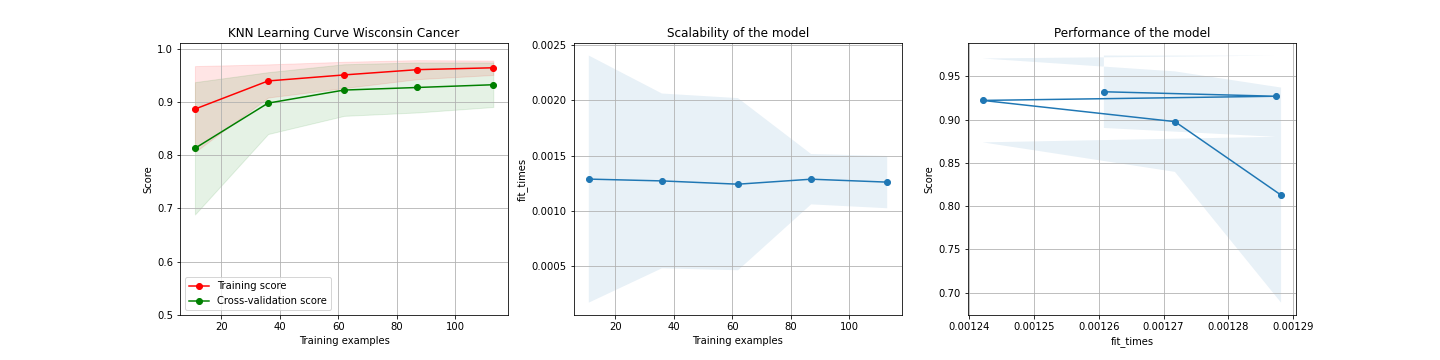 KNN Learning Curve Wisconsin Cancer
1.0
0.9
0.8
0.7
0.6
0.5
Score
20 40 60 80 100
Training examples
Training score
Cross-validation score
Scalability of the model
0.0025
0.0020
0.0015
0.0010
0.0005
fit_times
20 40 60 80 100
Training examples
Performance of the model
0.95
0.90
0.85
0.80
0.75
0.70
Score
0.00124 0.00125 0.00126 0.00127 0.00128 0.00129
fit_times